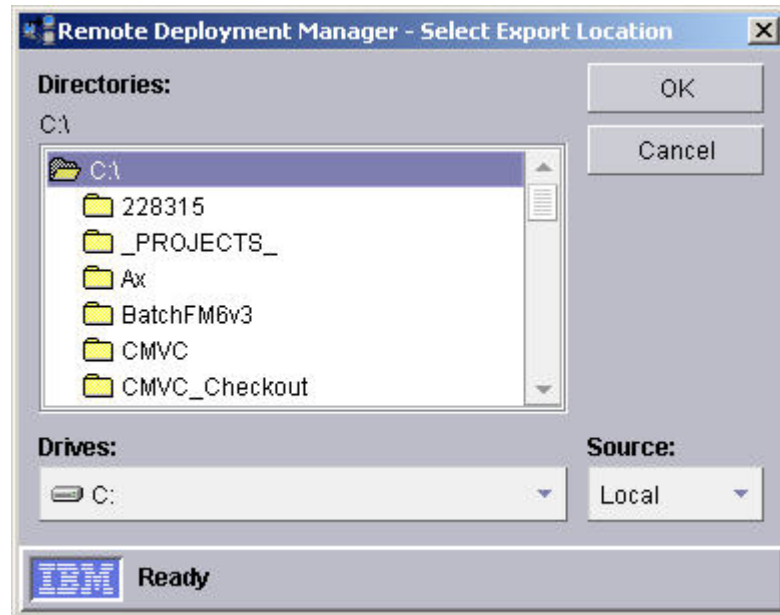 Remote Deployment Manager - Select Export Location
Directories:
OK
C:\
Cancel
C:\
228315
_PROJECTS_
Ax
BatchFM6v3
CMVC
CMVC_Checkout
Drives:
Source:
C:
Local
IBM
Ready